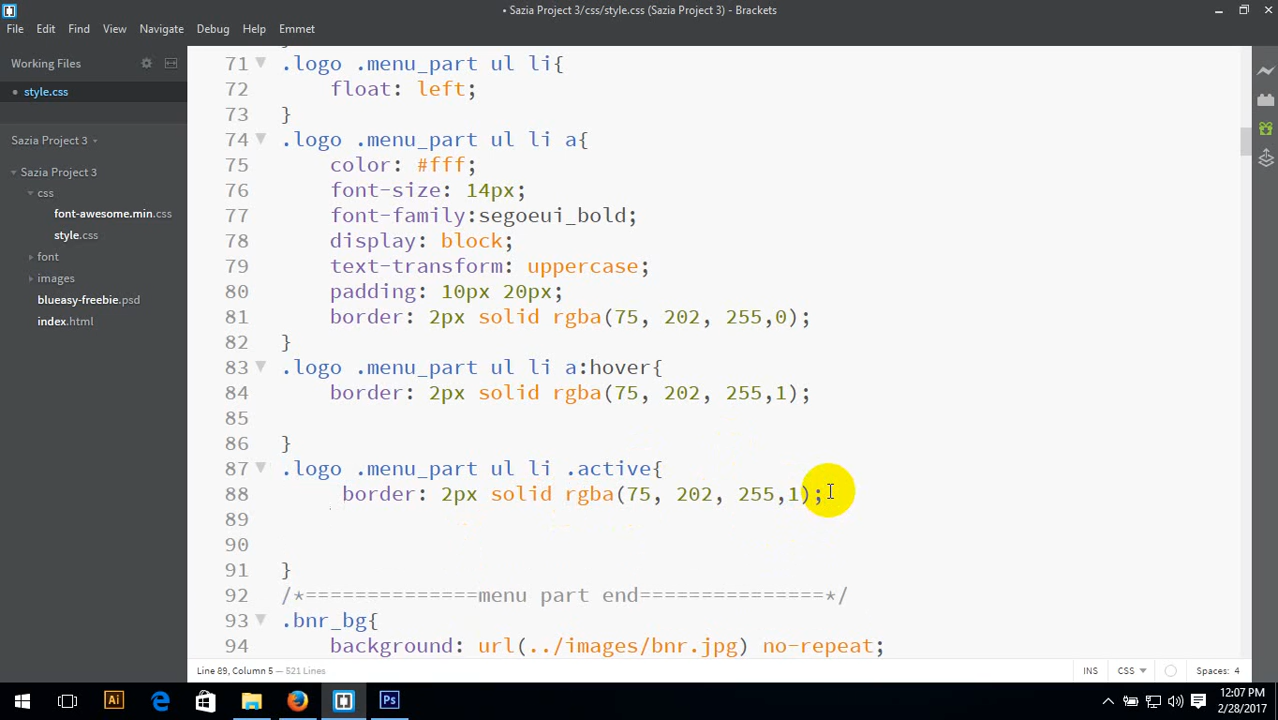 • Sazia Project 3/css/style.css (Sazia Project 3) - Brackets
File Edit Find View Navigate Debug Help Emmet
Working Files
• style.css
Sazia Project 3
Sazia Project 3
css
font-awesome.min.css
style.css
font
images
blueasy-freebie.psd
index.html
71 .logo .menu_part ul li{
72 float: left;
73 }
74 .logo .menu_part ul li a{
75 color: #fff;
76 font-size: 14px;
77 font-family:segoeui_bold;
78 display: block;
79 text-transform: uppercase;
80 padding: 10px 20px;
81 border: 2px solid rgba(75, 202, 255,0);
82 }
83 .logo .menu_part ul li a:hover{
84 border: 2px solid rgba(75, 202, 255,1);
85
86 }
87 .logo .menu_part ul li .active{
88 border: 2px solid rgba(75, 202, 255,1);
89
90
91 }
92 /*==============menu part end===============*/
93 .bnr_bg{
94 background: url(../images/bnr.jpg) no-repeat;
Line 89, Column 5 — 521 Lines
INS CSS Spaces: 4
Ai
Ps
12:07 PM
2/28/2017